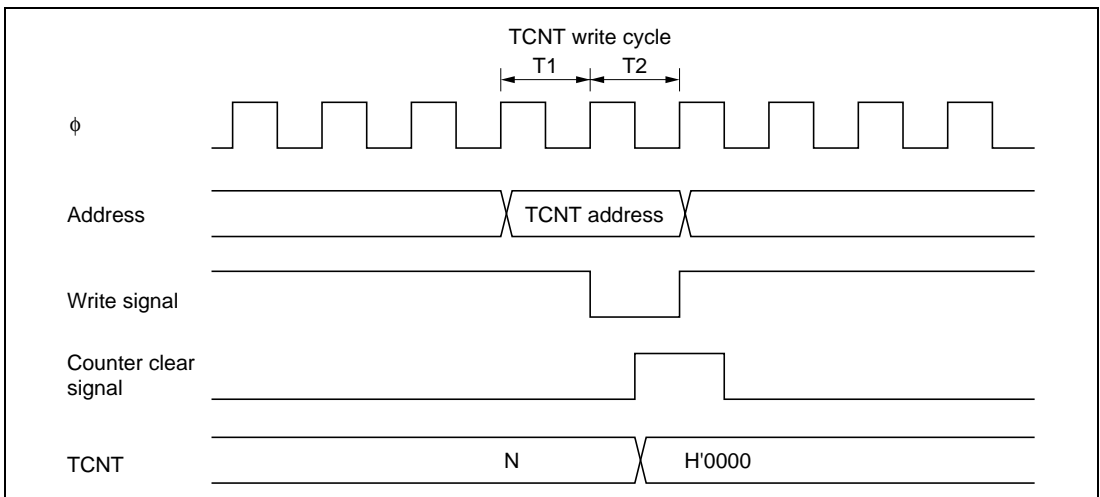 TCNT write cycle
T1 T2
ϕ
Address TCNT address
Write signal
Counter clear
signal
TCNT N H'0000